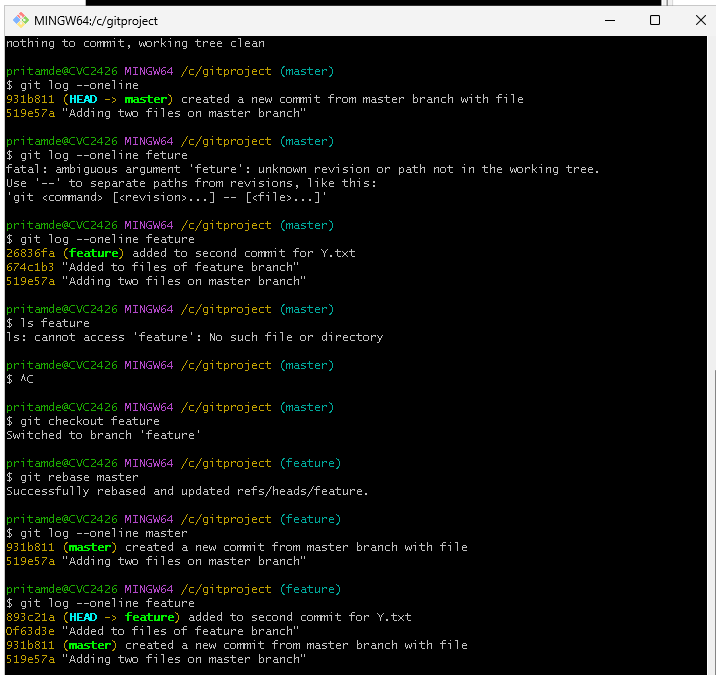 MINGW64:/c/gitproject
nothing to commit, working tree clean
pritamde@CVC2426 MINGW64 /c/gitproject (master)
$ git log --oneline
931b811 (HEAD -> master) created a new commit from master branch with file
519e57a "Adding two files on master branch"
pritamde@CVC2426 MINGW64 /c/gitproject (master)
$ git log --oneline feture
fatal: ambiguous argument 'feture': unknown revision or path not in the working tree.
Use '--' to separate paths from revisions, like this:
'git <command> [<revision>...] -- [<file>...]'
pritamde@CVC2426 MINGW64 /c/gitproject (master)
$ git log --oneline feature
26836fa (feature) added to second commit for Y.txt
674c1b3 "Added to files of feature branch"
519e57a "Adding two files on master branch"
pritamde@CVC2426 MINGW64 /c/gitproject (master)
$ ls feature
ls: cannot access 'feature': No such file or directory
pritamde@CVC2426 MINGW64 /c/gitproject (master)
$ ^C
pritamde@CVC2426 MINGW64 /c/gitproject (master)
$ git checkout feature
Switched to branch 'feature'
pritamde@CVC2426 MINGW64 /c/gitproject (feature)
$ git rebase master
Successfully rebased and updated refs/heads/feature.
pritamde@CVC2426 MINGW64 /c/gitproject (feature)
$ git log --oneline master
931b811 (master) created a new commit from master branch with file
519e57a "Adding two files on master branch"
pritamde@CVC2426 MINGW64 /c/gitproject (feature)
$ git log --oneline feature
893c21a (HEAD -> feature) added to second commit for Y.txt
0f63d3e "Added to files of feature branch"
931b811 (master) created a new commit from master branch with file
519e57a "Adding two files on master branch"